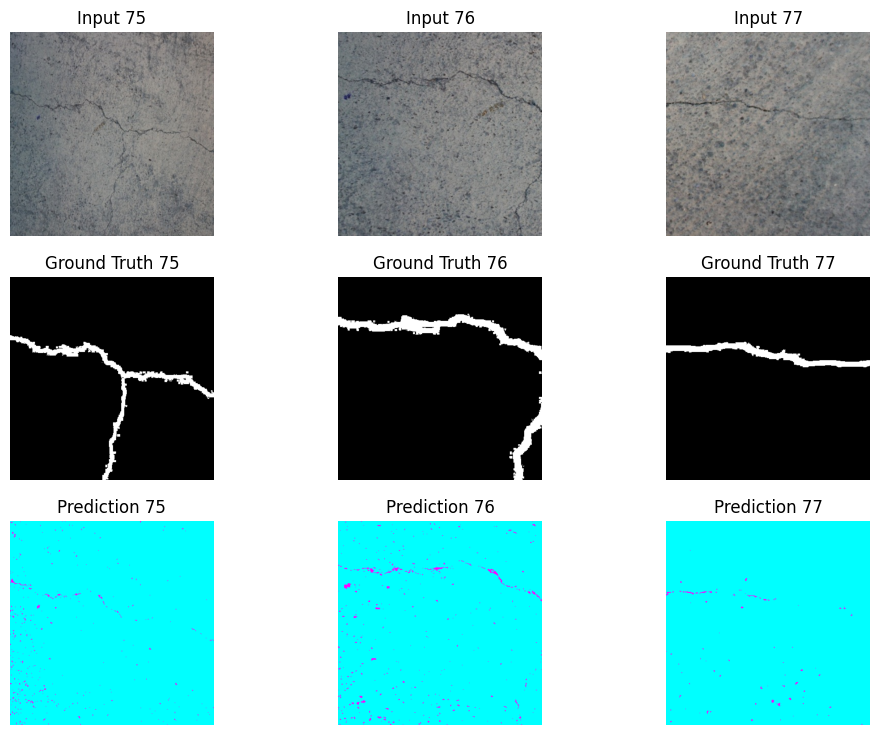 Input 75
Input 76
Input 77
Ground Truth 75
Ground Truth 76
Ground Truth 77
Prediction 75
Prediction 76
Prediction 77